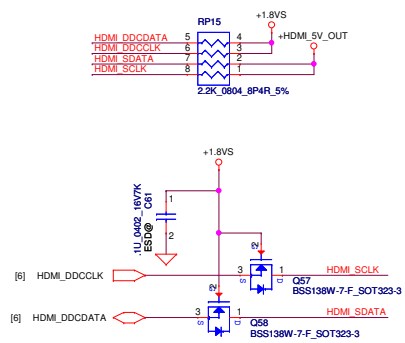 +1.8VS
RP15
+HDMI_5V_OUT
HDMI_DDCDATA 5 4
HDMI_DDCCLK 6 3
HDMI_SDATA 7 2
HDMI_SCLK 8 1
2.2K_0804_8P4R_5%
+1.8VS
.1U_0402_16V7K
ESD@ C61
1
2
G 2
[6] HDMI_DDCCLK 3 S 1 D HDMI_SCLK
Q57
BSS138W-7-F_SOT323-3
G 2
[6] HDMI_DDCDATA 3 S 1 D HDMI_SDATA
Q58
BSS138W-7-F_SOT323-3